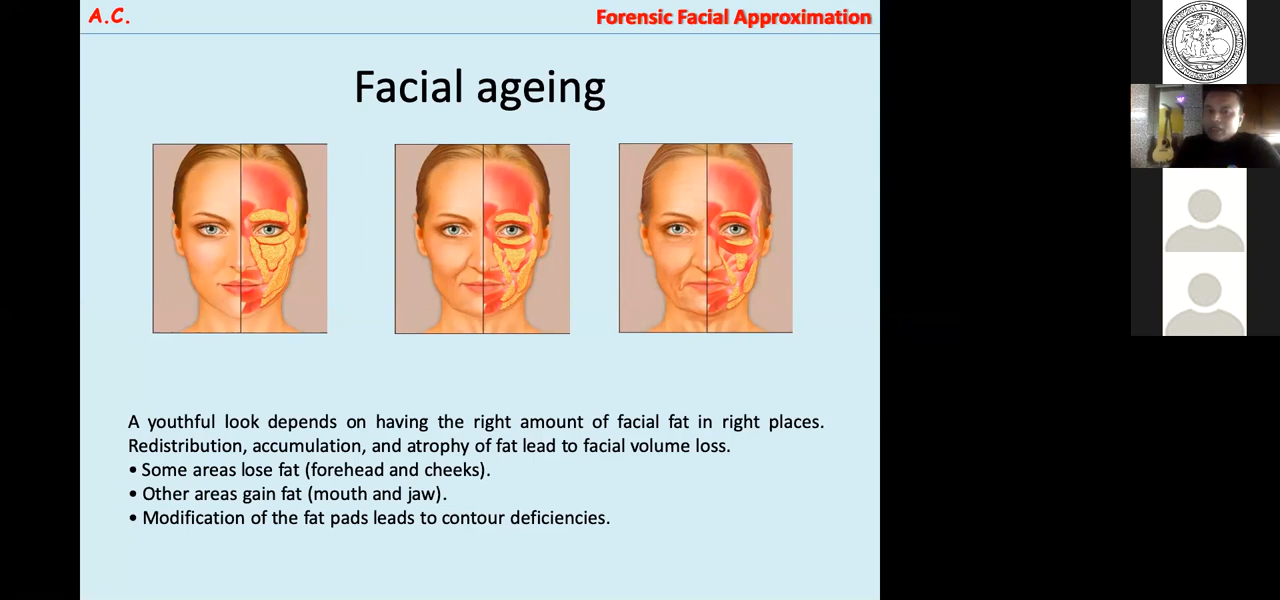 A.C.
Forensic Facial Approximation
Facial ageing
A youthful look depends on having the right amount of facial fat in right places.
Redistribution, accumulation, and atrophy of fat lead to facial volume loss.
• Some areas lose fat (forehead and cheeks).
• Other areas gain fat (mouth and jaw).
• Modification of the fat pads leads to contour deficiencies.